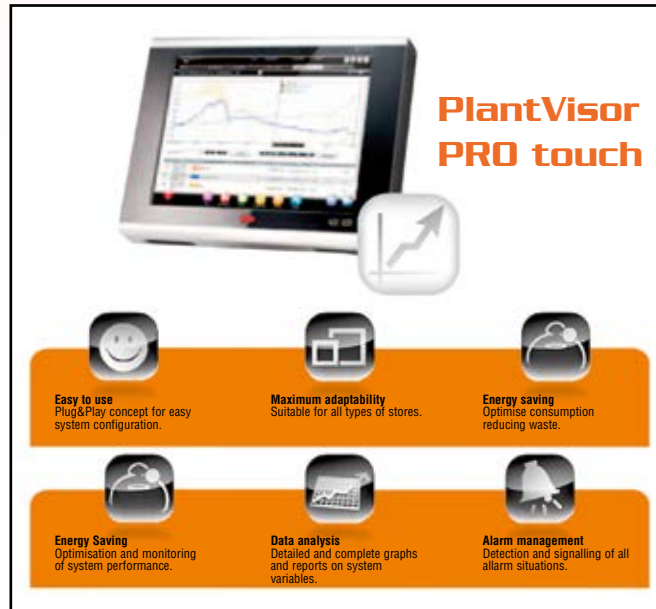 PlantVisor
PRO touch
Easy to use
Plug&Play concept for easy
system configuration.
Maximum adaptability
Suitable for all types of stores.
Energy saving
Optimise consumption
reducing waste.
Energy Saving
Optimisation and monitoring
of system performance.
Data analysis
Detailed and complete graphs
and reports on system
variables.
Alarm management
Detection and signalling of all
allarm situations.